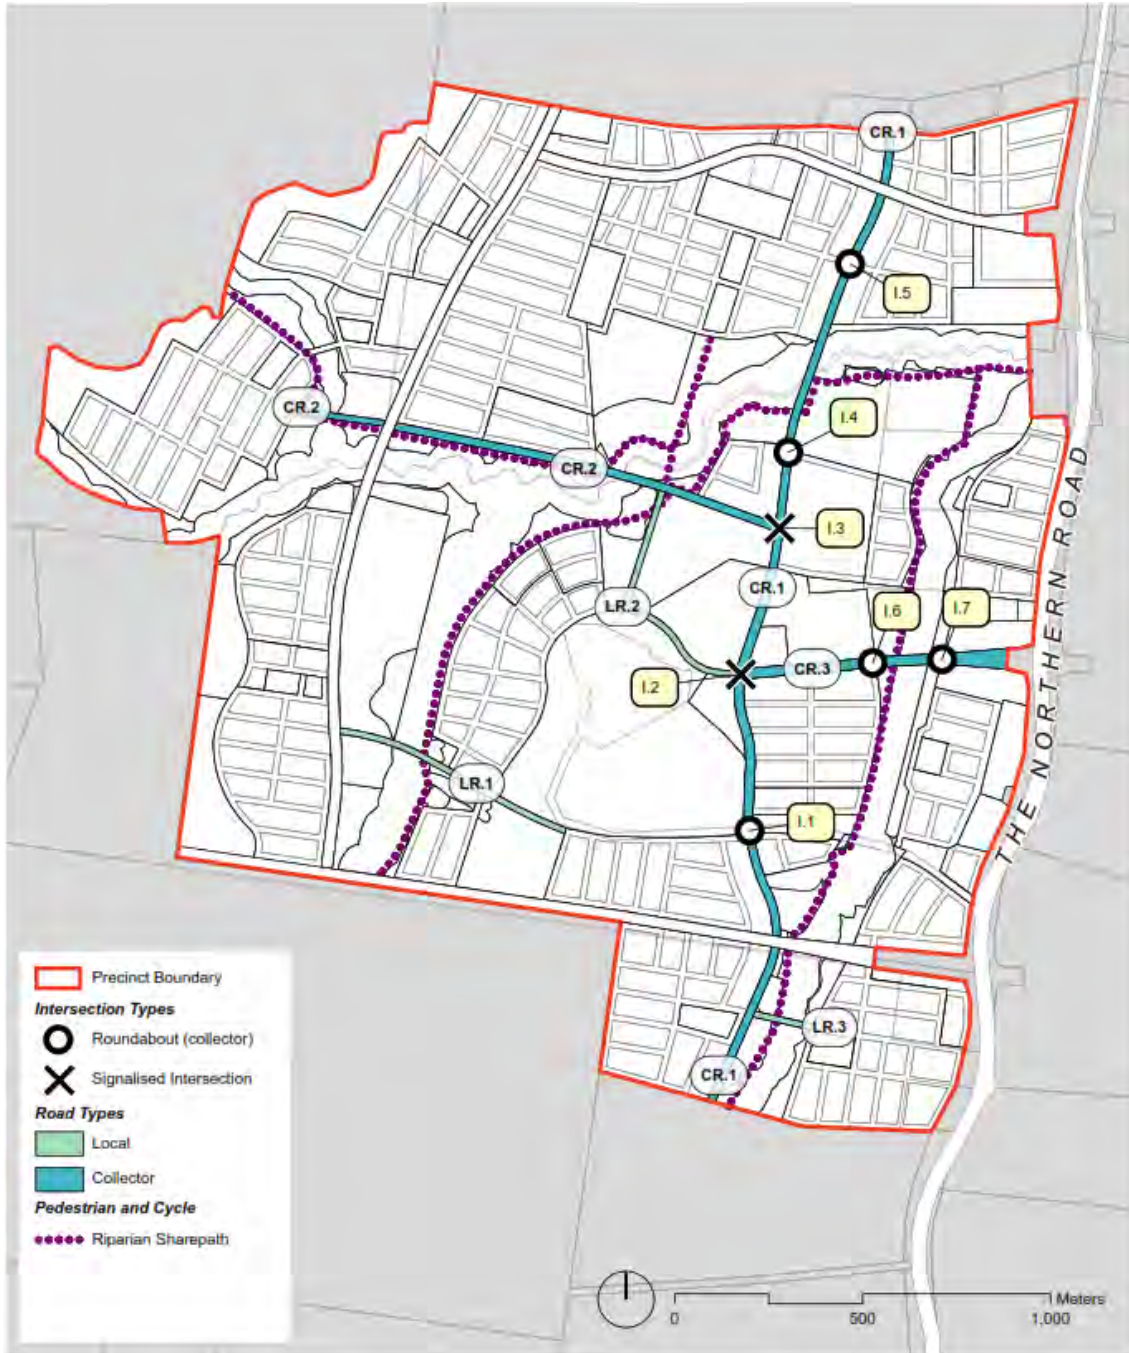 CR.1
I.5
CR.2
I.4
CR.2
I.3
CR.1
LR.2
I.6
I.7
CR.3
I.2
THE NORTHERN ROAD
LR.1
I.1
LR.3
CR.1
Precinct Boundary
Intersection Types
Roundabout (collector)
Signalised Intersection
Road Types
Local
Collector
Pedestrian and Cycle
Riparian Sharepath
Meters
0 500 1,000